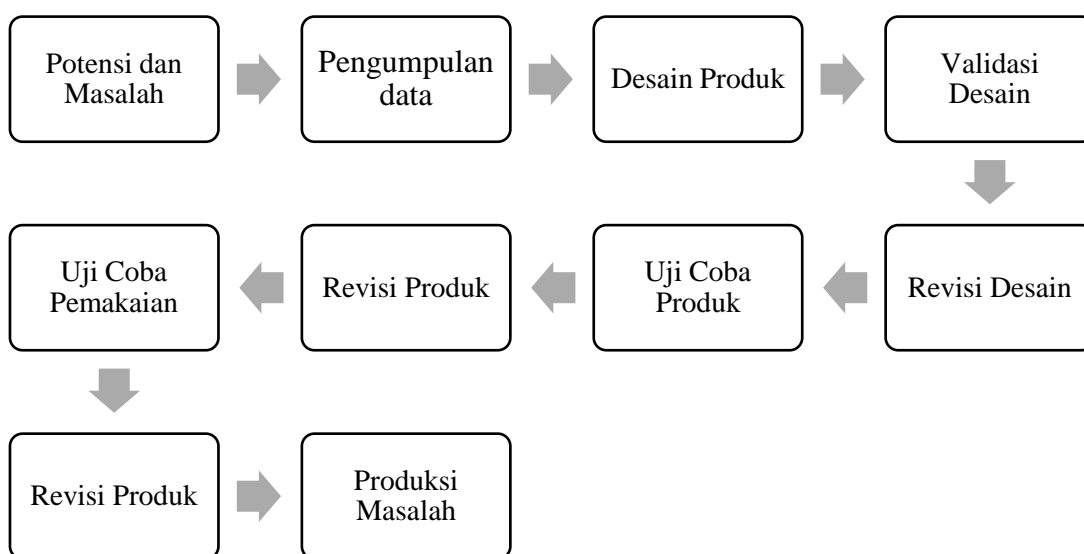 Potensi dan
Masalah
Pengumpulan
data
Desain Produk
Validasi
Desain
Revisi Desain
Uji Coba
Produk
Revisi Produk
Uji Coba
Pemakaian
Revisi Produk
Produksi
Masalah